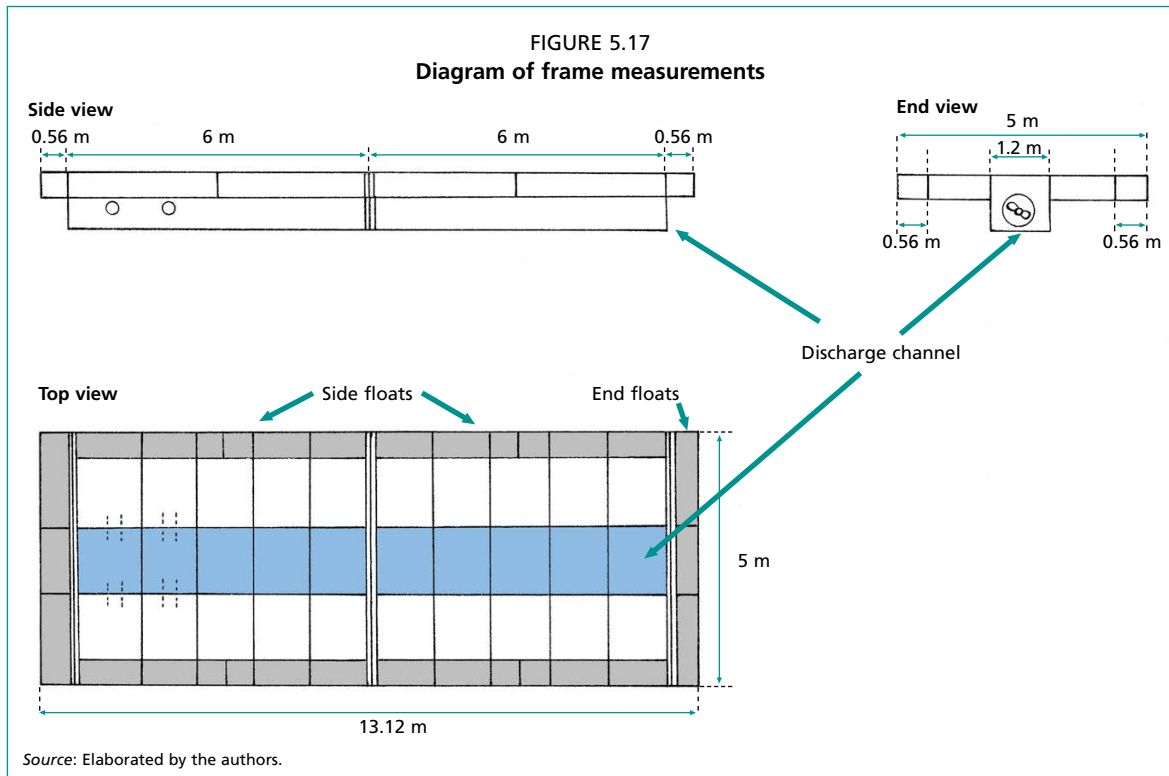 FIGURE 5.17
Diagram of frame measurements
Side view
0.56 m
6 m
6 m
0.56 m
End view
5 m
1.2 m
0.56 m
0.56 m
Discharge channel
Top view
Side floats
End floats
5 m
13.12 m
Source: Elaborated by the authors.